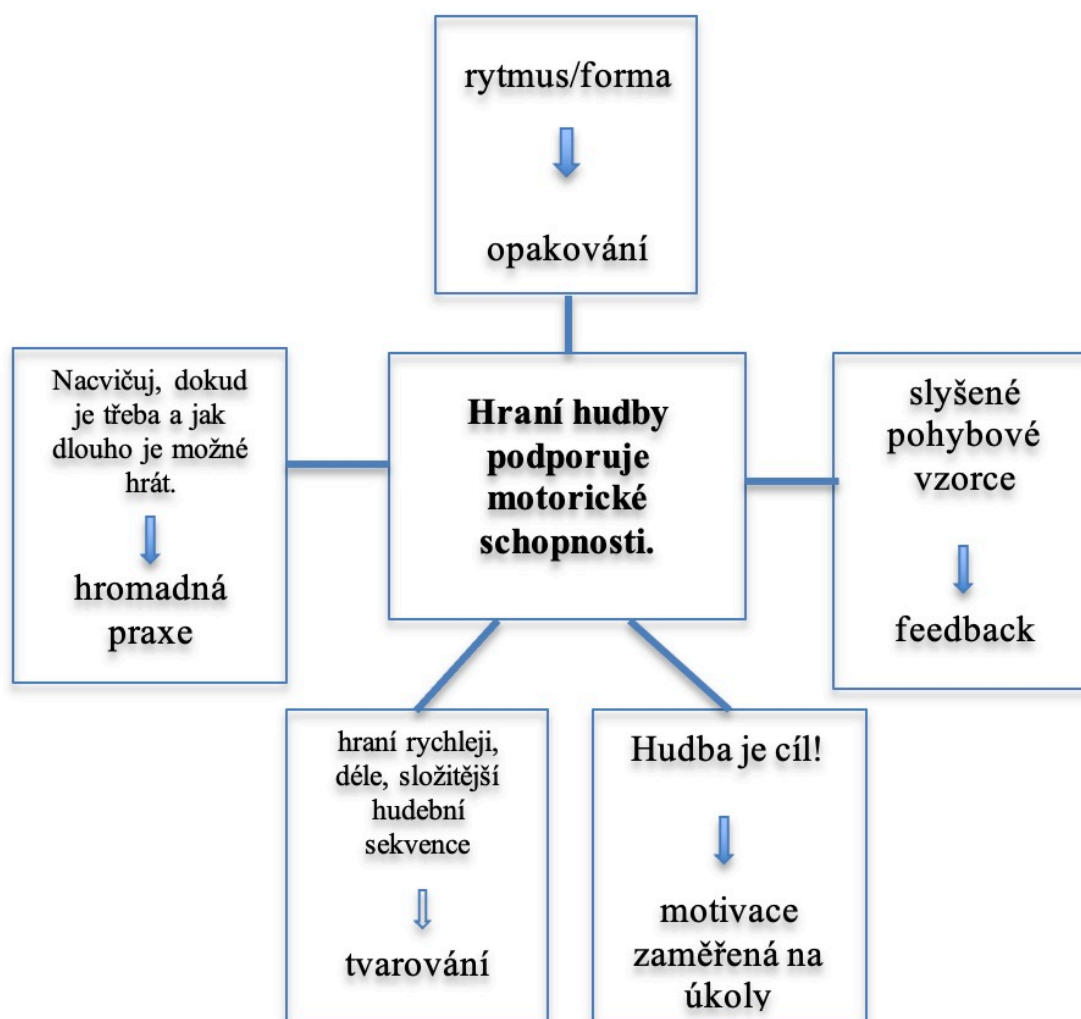 rytmus/forma
opakování
Nacvičuj, dokud
je třeba a jak
dlouho je možné
hrát.
hromadná
praxe
Hraní hudby
podporuje
motorické
schopnosti.
slyšené
pohybové
vzorce
feedback
hraní rychleji,
déle, složitější
hudební
sekvence
tvarování
Hudba je cíl!
motivace
zaměřená na
úkoly